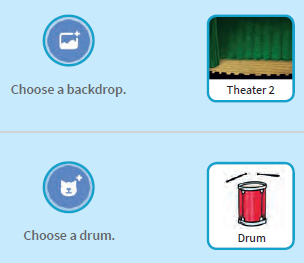 Choose a backdrop.
Theater 2
Choose a drum.
Drum